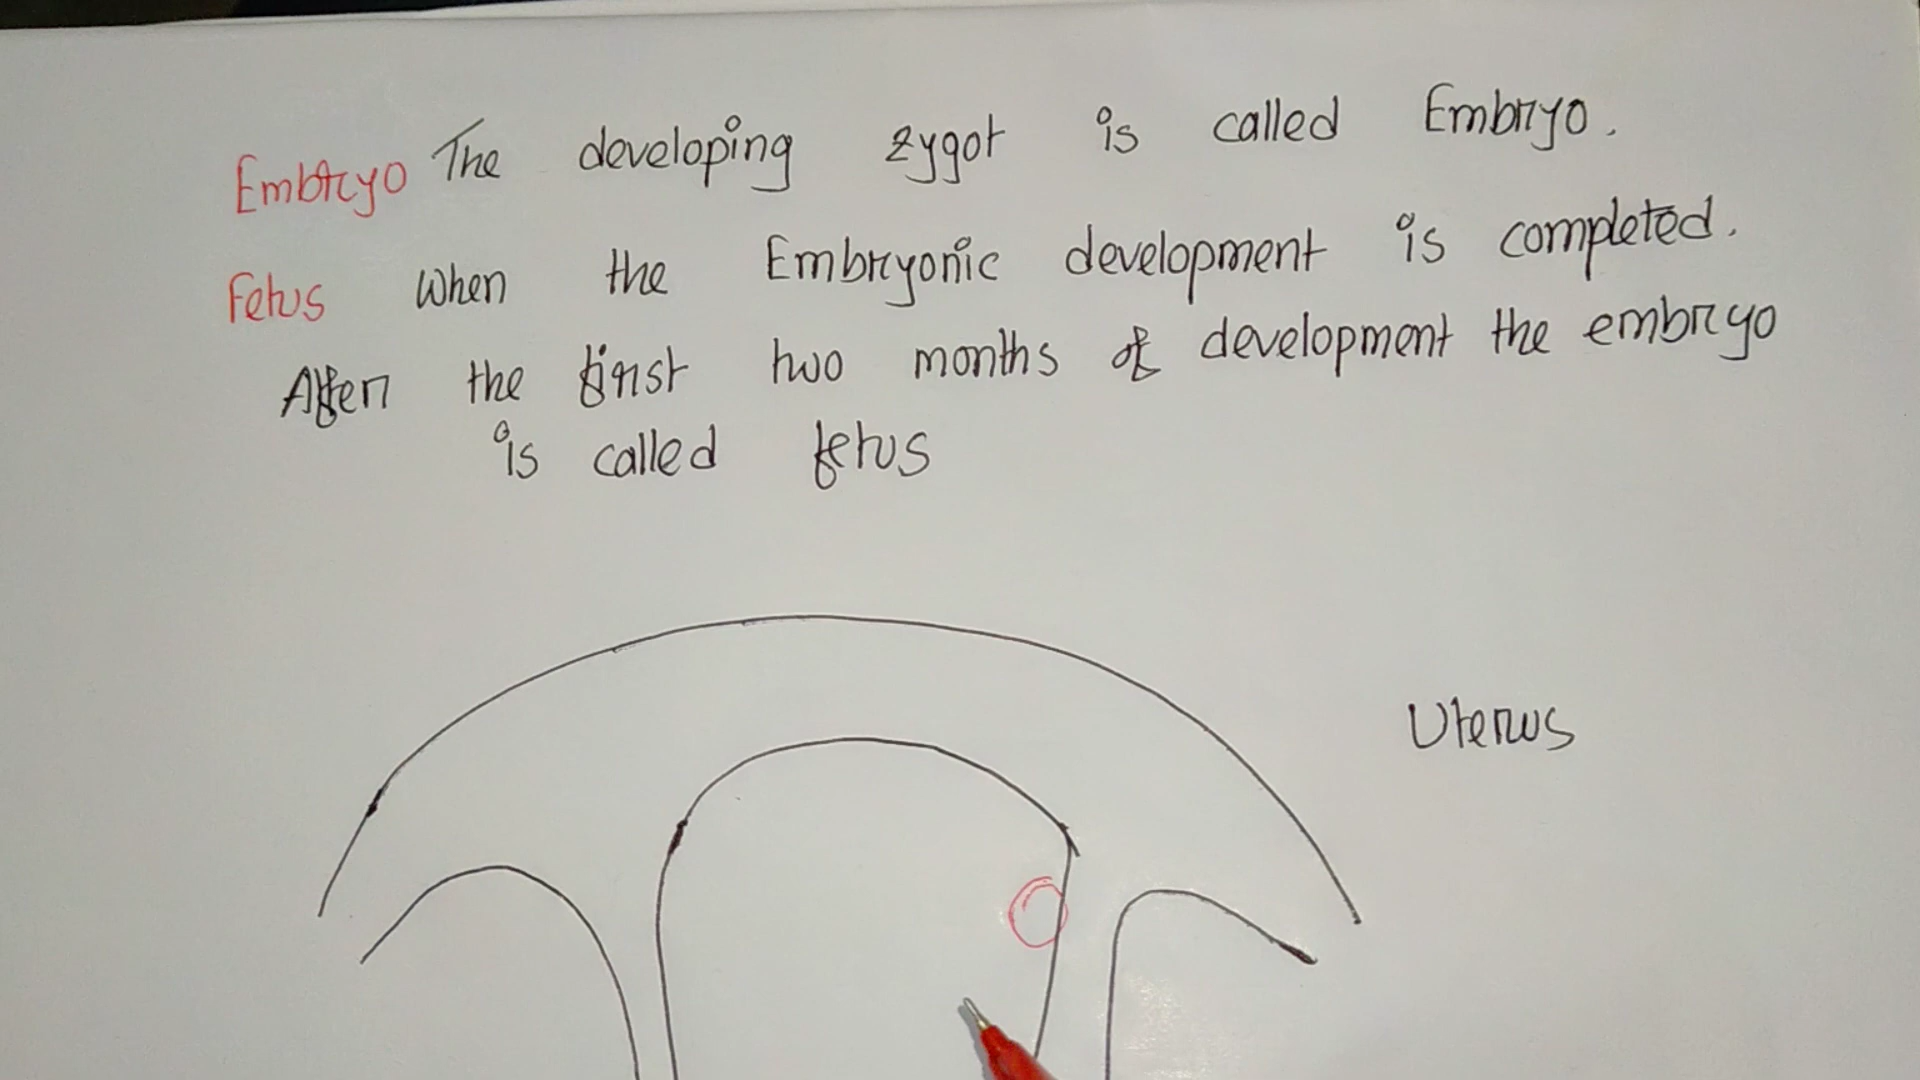 Embryo The developing zygot is called Embryo.
Fetus When the Embryonic development is completed.
After the first two months of development the embryo
is called fetus
Uterus